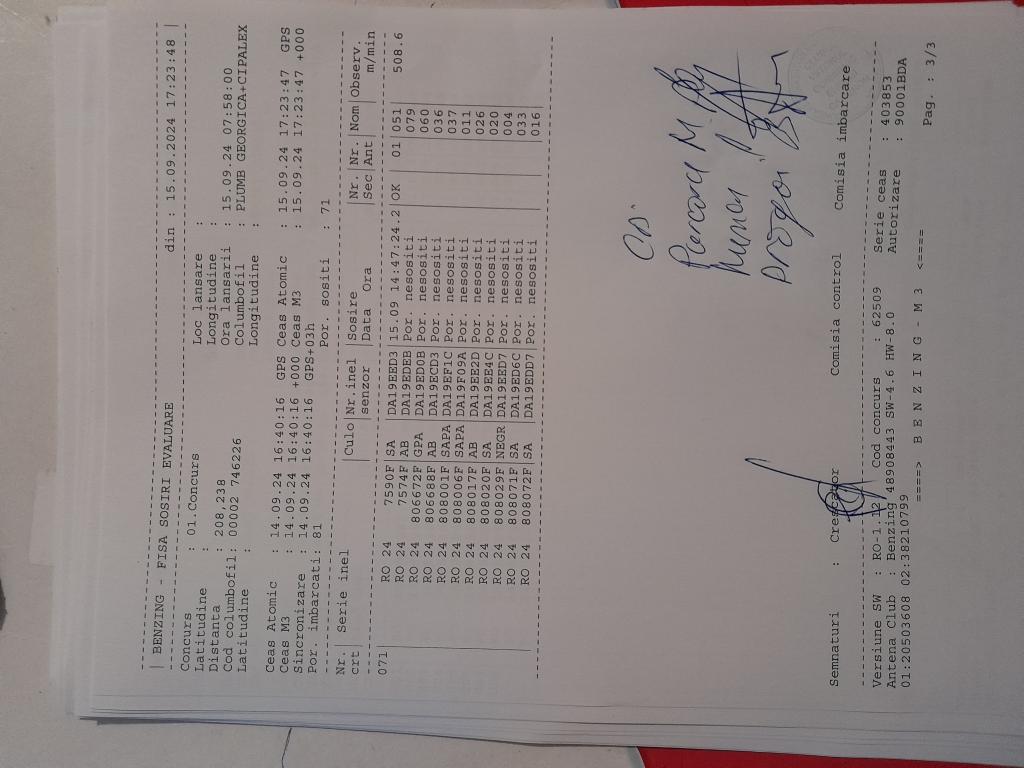 | BENZING - FISA SOSIRI EVALUARE din : 15.09.2024 17:23:48 |
Concurs : 01.Concurs Loc lansare :
Latitudine : Longitudine :
Distanta : 208,238 Ora lansarii : 15.09.24 07:58:00
Cod columbofil: 00002 746226 Columbofil : PLUMB GEORGICA+CIPALEX
Latitudine : Longitudine :
Ceas Atomic : 14.09.24 16:40:16 GPS Ceas Atomic : 15.09.24 17:23:47 GPS
Ceas M3 : 14.09.24 16:40:16 +000 Ceas M3 : 15.09.24 17:23:47 +000
Sincronizare : 14.09.24 16:40:16 GPS+03h
Por imbarcati: 81 Por. sositi : 71
Nr.| Serie inel |Culo|Nr.inel |Sosire |Nr.|Nr.|Nom|Observ.
crt| | |senzor |Data Ora |Sec|Ant| |m/min
071| RO 24 7590F|SA |DA19EED3|15.09 14:47:24.2|OK |01 |051| 508.6
RO 24 7574F|AB |DA19EDEB|Por. nesositi | | |079|
RO 24 806672F|GPA |DA19ED0B|Por. nesositi | | |060|
RO 24 806688F|AB |DA19ECD3|Por. nesositi | | |036|
RO 24 808001F|SAPA|DA19EF1C|Por. nesositi | | |037|
RO 24 808006F|SAPA|DA19F09A|Por. nesositi | | |011|
RO 24 808017F|AB |DA19EE2D|Por. nesositi | | |026|
RO 24 808020F|SA |DA19EE4C|Por. nesositi | | |020|
RO 24 808029F|NEGR|DA19EED7|Por. nesositi | | |004|
RO 24 808071F|SA |DA19ED6C|Por. nesositi | | |033|
RO 24 808072F|SA |DA19EDD7|Por. nesositi | | |016|
Semnaturi : Crescator Comisia control Comisia imbarcare
Versiune SW : RO-1.12 Cod concurs : 62509 Serie ceas : 403853
Antena Club : Benzing 48908443 SW-4.6 HW-8.0 Autorizare : 90001BDA
01:20503608 02:38210799
====> B E N Z I N G - M 3 <====
Pag. : 3/3